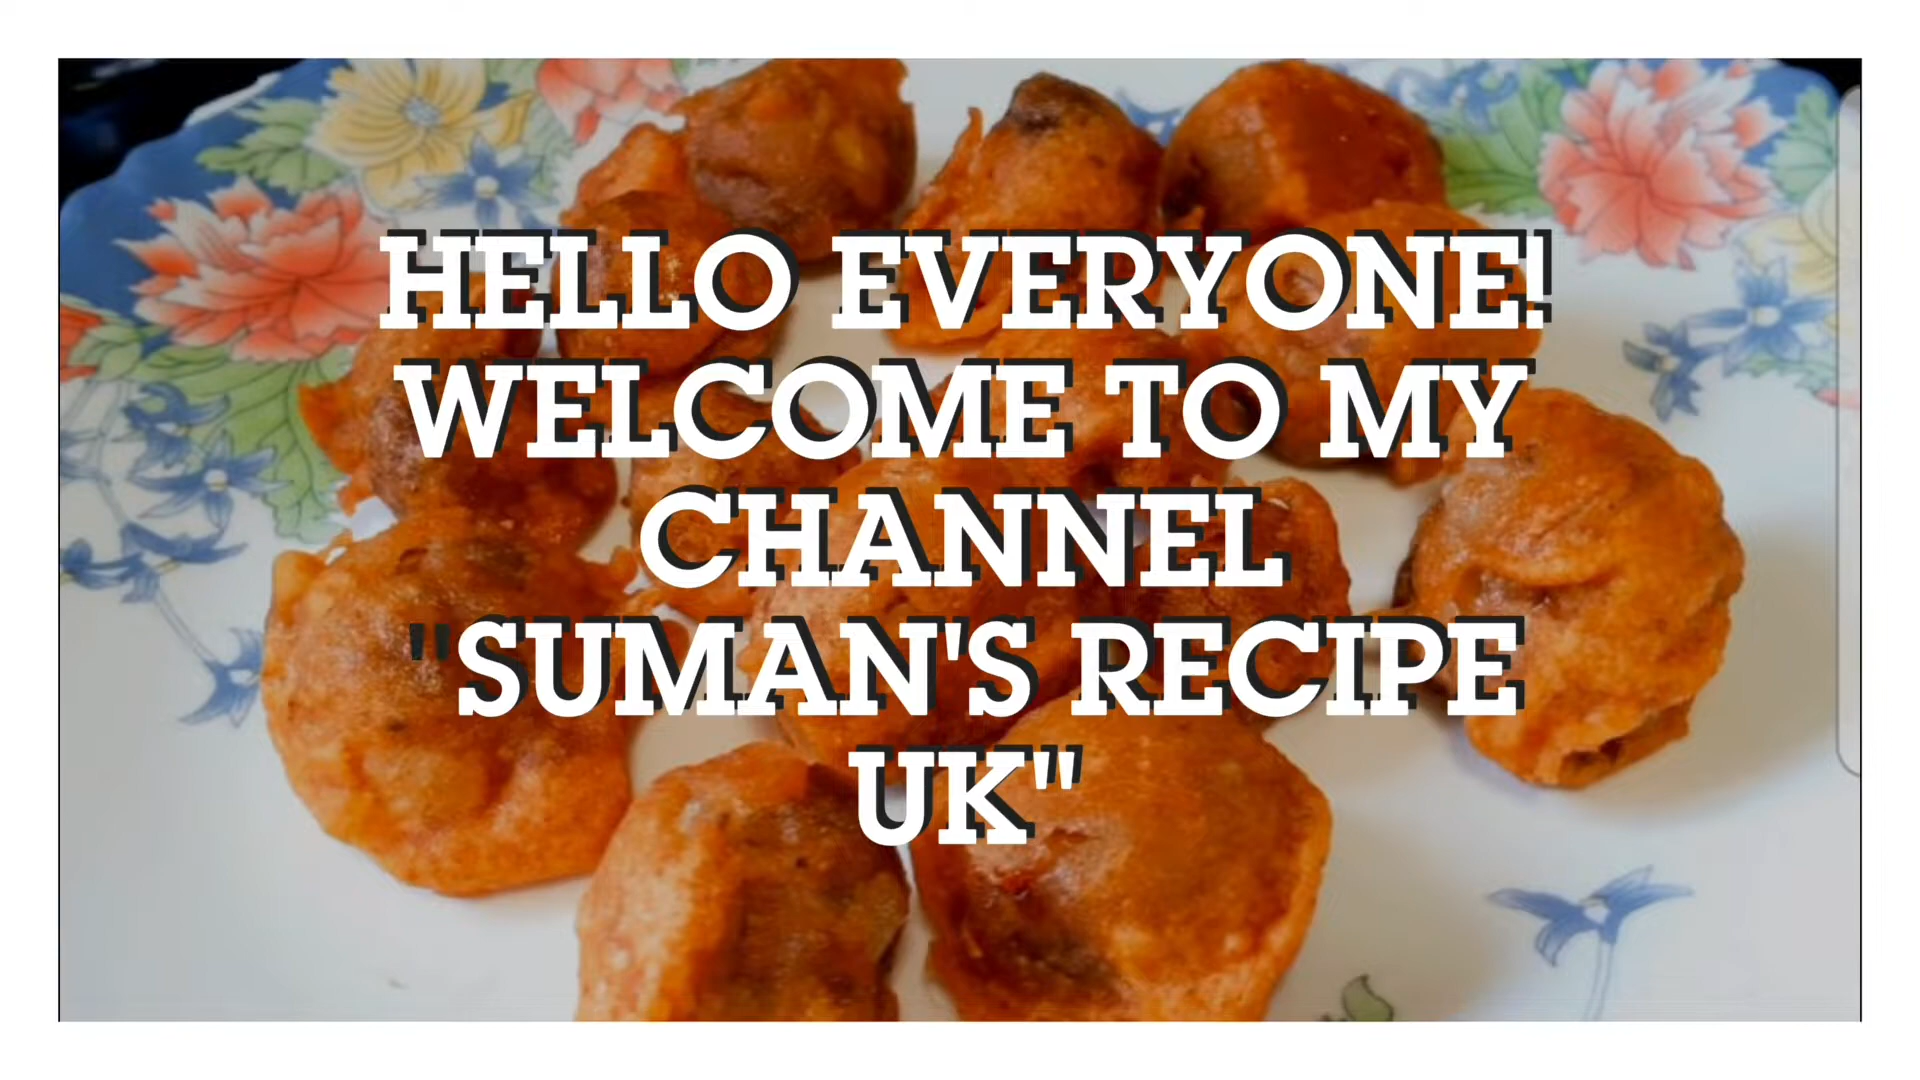 HELLO EVERYONE!
WELCOME TO MY
CHANNEL
"SUMAN'S RECIPE
UK"